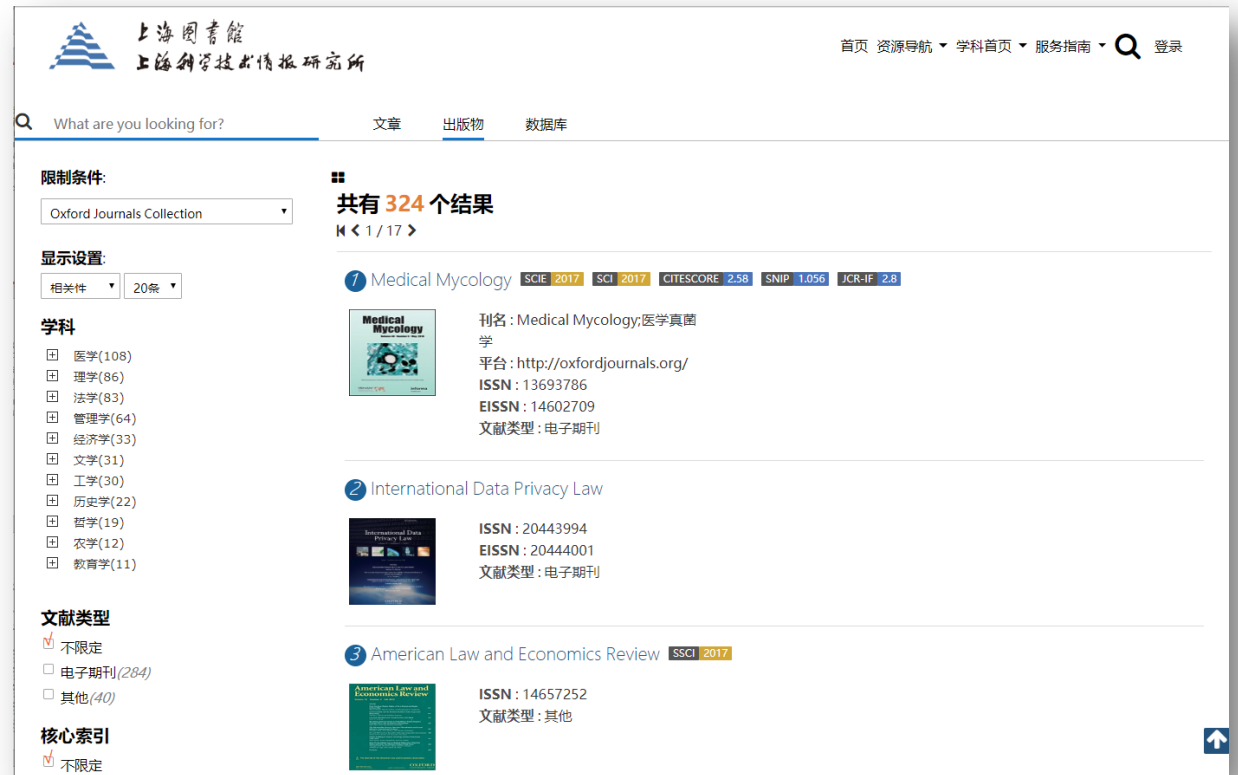 上海图书馆
上海科学技术情报研究所
首页 资源导航 学科首页 服务指南 登录
What are you looking for?
文章 出版物 数据库
限制条件:
Oxford Journals Collection
显示设置:
相关性 20条
学科
医学(108)
理学(86)
法学(83)
管理学(64)
经济学(33)
文学(31)
工学(30)
历史学(22)
哲学(19)
农学(12)
教育学(11)
文献类型
不限定
电子期刊(284)
其他(40)
核心索引
不限定
共有 324 个结果
1 / 17
1 Medical Mycology SCIE 2017 SCI 2017 CITESCORE 2.58 SNIP 1.056 JCR-IF 2.8
Medical
Mycology
刊名 : Medical Mycology;医学真菌
学
平台 : http://oxfordjournals.org/
ISSN : 13693786
EISSN : 14602709
文献类型 : 电子期刊
2 International Data Privacy Law
International Data
Privacy Law
ISSN : 20443994
EISSN : 20444001
文献类型 : 电子期刊
3 American Law and Economics Review SSCI 2017
American Law and
Economics Review
ISSN : 14657252
文献类型 : 其他
OXFORD